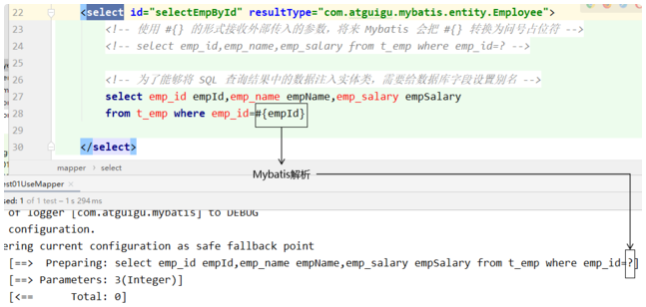 22 <select id="selectEmpById" resultType="com.atguigu.mybatis.entity.Employee">
23 <!-- 使用 #{} 的形式接收外部传入的参数，将来 Mybatis 会把 #{} 转换为问号占位符 -->
24 <!-- select emp_id,emp_name,emp_salary from t_emp where emp_id=? -->
25
26 <!-- 为了能够将 SQL 查询结果中的数据注入实体类，需要给数据库字段设置别名 -->
27 select emp_id empId,emp_name empName,emp_salary empSalary
28 from t_emp where emp_id=#{empId}
29
30 </select>
mapper › select
Mybatis解析
est01UseMapper ×
sed: 1 of 1 test – 1 s 294 ms
of logger [com.atguigu.mybatis] to DEBUG
configuration.
ering current configuration as safe fallback point
[==>  Preparing: select emp_id empId,emp_name empName,emp_salary empSalary from t_emp where emp_id=?]
[==> Parameters: 3(Integer)]
[<==      Total: 0]